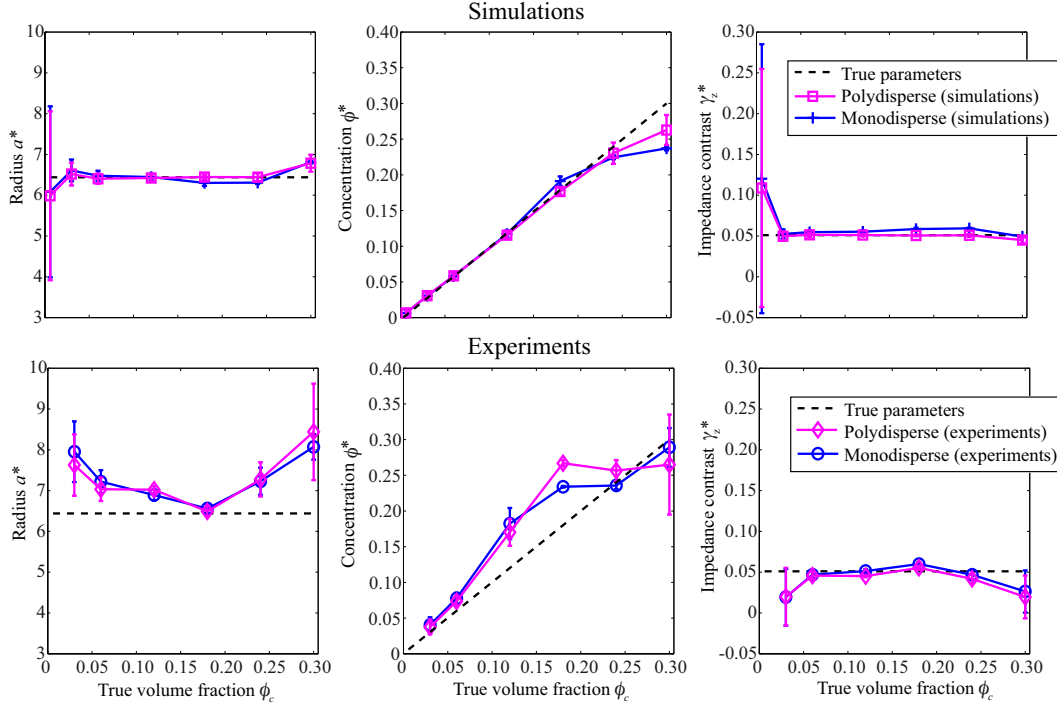 Simulations
10
9
8
7
6
5
4
3
Radius a*
0.40
0.35
0.30
0.25
0.20
0.15
0.10
0.05
0
Concentration ϕ*
0.30
0.25
0.20
0.15
0.10
0.05
0
-0.05
Impedance contrast γz*
True parameters
Polydisperse (simulations)
Monodisperse (simulations)
Experiments
10
9
8
7
6
5
4
3
Radius a*
0 0.05 0.10 0.15 0.20 0.25 0.30
True volume fraction ϕc
0.40
0.35
0.30
0.25
0.20
0.15
0.10
0.05
0
Concentration ϕ*
0 0.05 0.10 0.15 0.20 0.25 0.30
True volume fraction ϕc
0.30
0.25
0.20
0.15
0.10
0.05
0
-0.05
Impedance contrast γz*
True parameters
Polydisperse (experiments)
Monodisperse (experiments)
0 0.05 0.10 0.15 0.20 0.25 0.30
True volume fraction ϕc